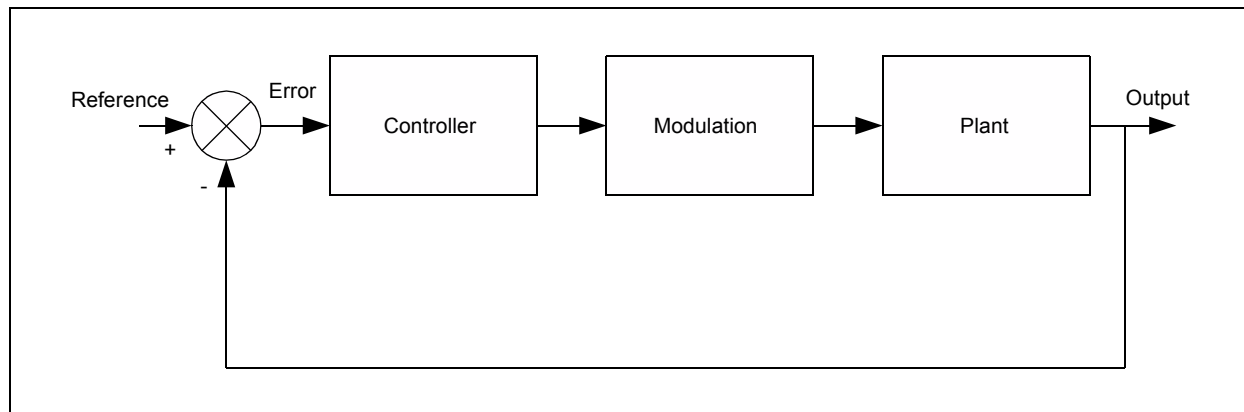 Reference
+
-
Error
Controller
Modulation
Plant
Output